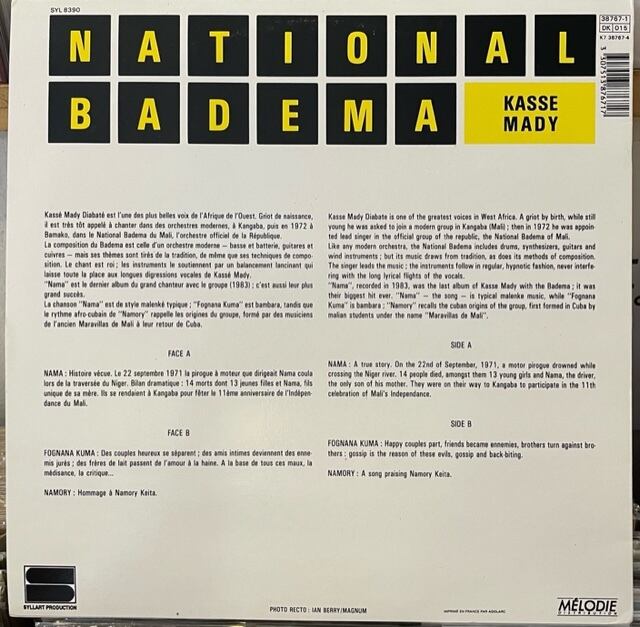 SYL 8390
38767-1
DK 015
K7 38767-4
NATIONAL
BADEMA
KASSE
MADY
3 307515 876717
Kassé Mady Diabaté est l'une des plus belles voix de l'Afrique de l'Ouest. Griot de naissance,
il est très tôt appelé à chanter dans des orchestres modernes, à Kangaba, puis en 1972 à
Bamako, dans le National Badema du Mali, l'orchestre officiel de la République.
La composition du Badema est celle d'un orchestre moderne – basse et batterie, guitares et
cuivres – mais ses thèmes sont tirés de la tradition, de même que ses techniques de compo-
sition. Le chant est roi ; les instruments le soutiennent par un balancement lancinant qui
laisse toute la place aux longues digressions vocales de Kassé Mady.
"Nama" est le dernier album du grand chanteur avec le groupe (1983) ; c'est aussi leur plus
grand succès.
La chanson "Nama" est de style malenké typique ; "Fognana Kuma" est bambara, tandis que
le rythme afro-cubain de "Namory" rappelle les origines du groupe, formé par des musiciens
de l'ancien Maravillas de Mali à leur retour de Cuba.
FACE A
NAMA : Histoire vécue. Le 22 septembre 1971 la pirogue à moteur que dirigeait Nama coula
lors de la traversée du Niger. Bilan dramatique : 14 morts dont 13 jeunes filles et Nama, fils
unique de sa mère. Ils se rendaient à Kangaba pour fêter le 11ème anniversaire de l'Indépen-
dance du Mali.
FACE B
FOGNANA KUMA : Des couples heureux se séparent ; des amis intimes deviennent des enne-
mis jurés ; des frères de lait passent de l'amour à la haine. A la base de tous ces maux, la
médisance, la critique...
NAMORY : Hommage à Namory Keita.
Kasse Mady Diabate is one of the greatest voices in West Africa. A griot by birth, while still
young he was asked to join a modern group in Kangaba (Mali) ; then in 1972 he was appoin-
ted lead singer in the official group of the republic, the National Badema of Mali.
Like any modern orchestra, the National Badema includes drums, synthesizers, guitars and
wind instruments ; but its music draws from tradition, as does its methods of composition.
The singer leads the music ; the instruments follow in regular, hypnotic fashion, never interfe-
ring with the long lyrical flights of the vocals.
"Nama", recorded in 1983, was the last album of Kasse Mady with the Badema ; it was
their biggest hit ever. "Nama" – the song – is typical malenke music, while "Fognana
Kuma" is bambara ; "Namory" recalls the cuban origins of the group, first formed in Cuba by
malian students under the name "Maravillas de Mali".
SIDE A
NAMA : A true story. On the 22nd of September, 1971, a motor pirogue drowned while
crossing the Niger river. 14 people died, amongst them 13 young girls and Nama, the driver,
the only son of his mother. They were on their way to Kangaba to participate in the 11th
celebration of Mali's Independance.
SIDE B
FOGNANA KUMA : Happy couples part, friends became ennemies, brothers turn against bro-
thers ; gossip is the reason of these evils, gossip and back-biting.
NAMORY : A song praising Namory Keita.
SYLLART PRODUCTION
PHOTO RECTO : IAN BERRY/MAGNUM
IMPRIMÉ EN FRANCE PAR AGELARC
MÉLODIE
DISTRIBUTION